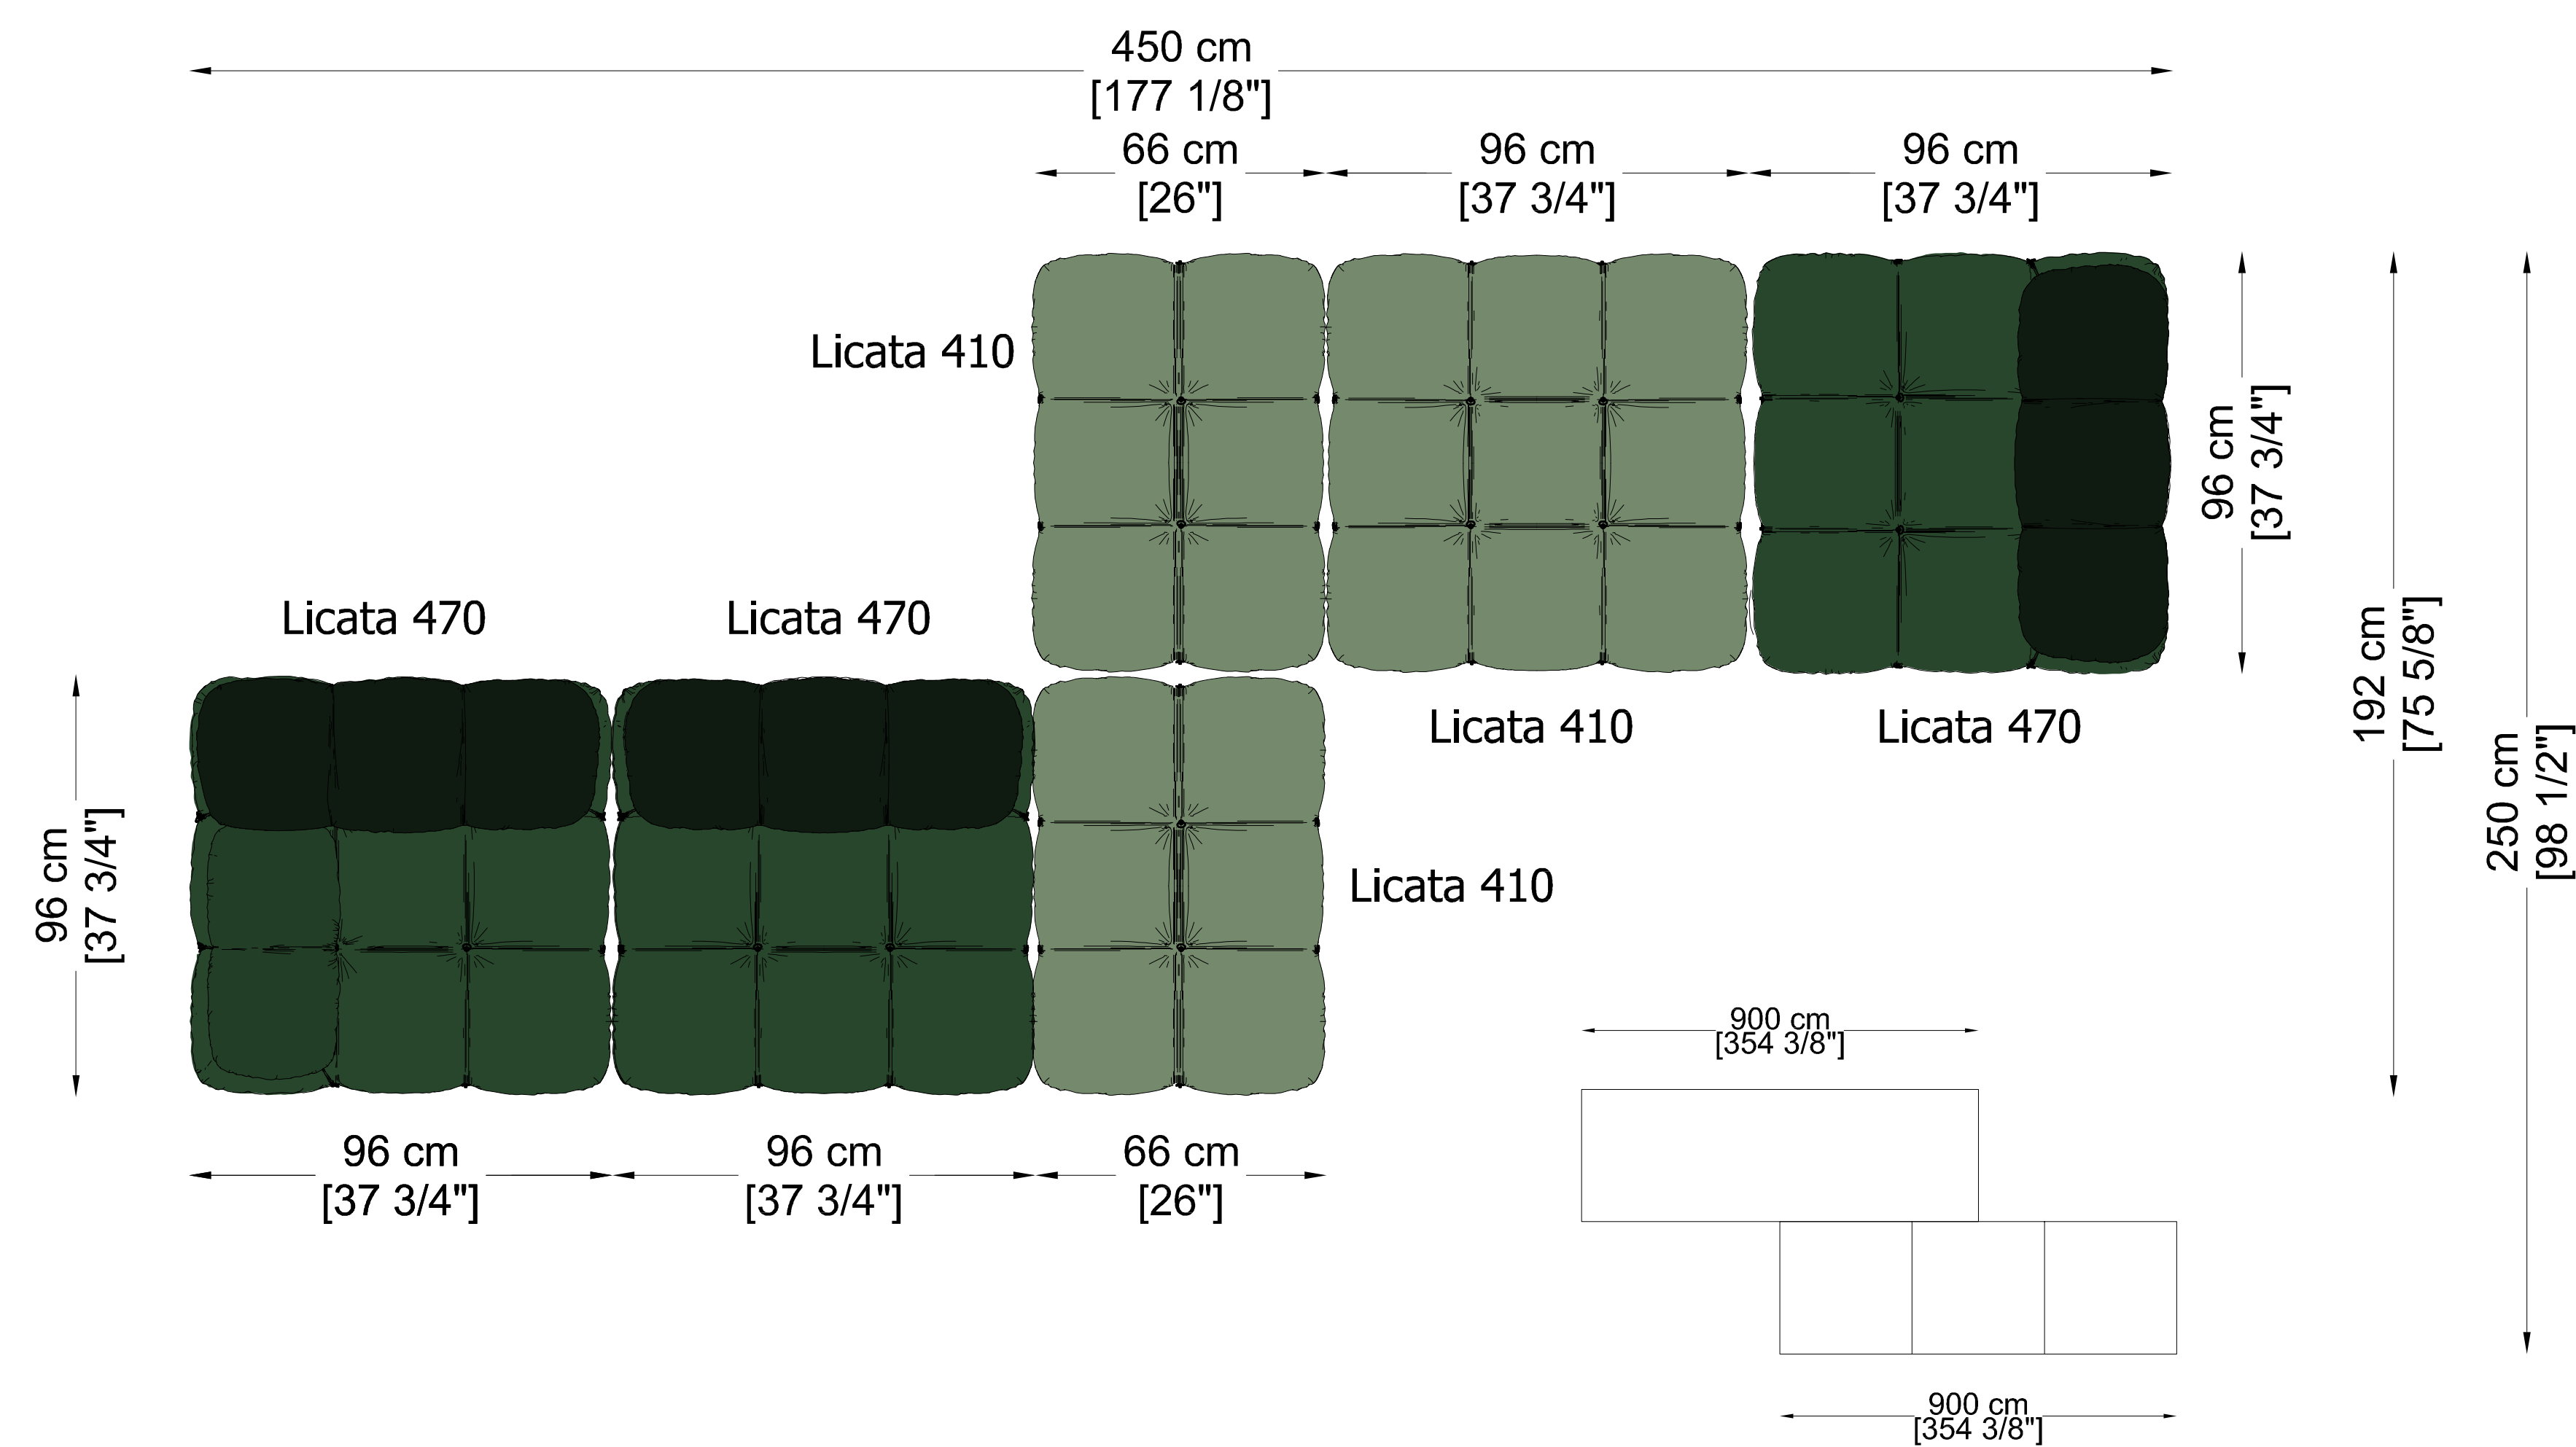 450 cm
[177 1/8"]
66 cm
[26"]
96 cm
[37 3/4"]
96 cm
[37 3/4"]
Licata 410
96 cm
[37 3/4"]
Licata 470
Licata 470
192 cm
[75 5/8"]
Licata 410
Licata 470
250 cm
[98 1/2"]
96 cm
[37 3/4"]
Licata 410
900 cm
[354 3/8"]
96 cm
[37 3/4"]
96 cm
[37 3/4"]
66 cm
[26"]
900 cm
[354 3/8"]